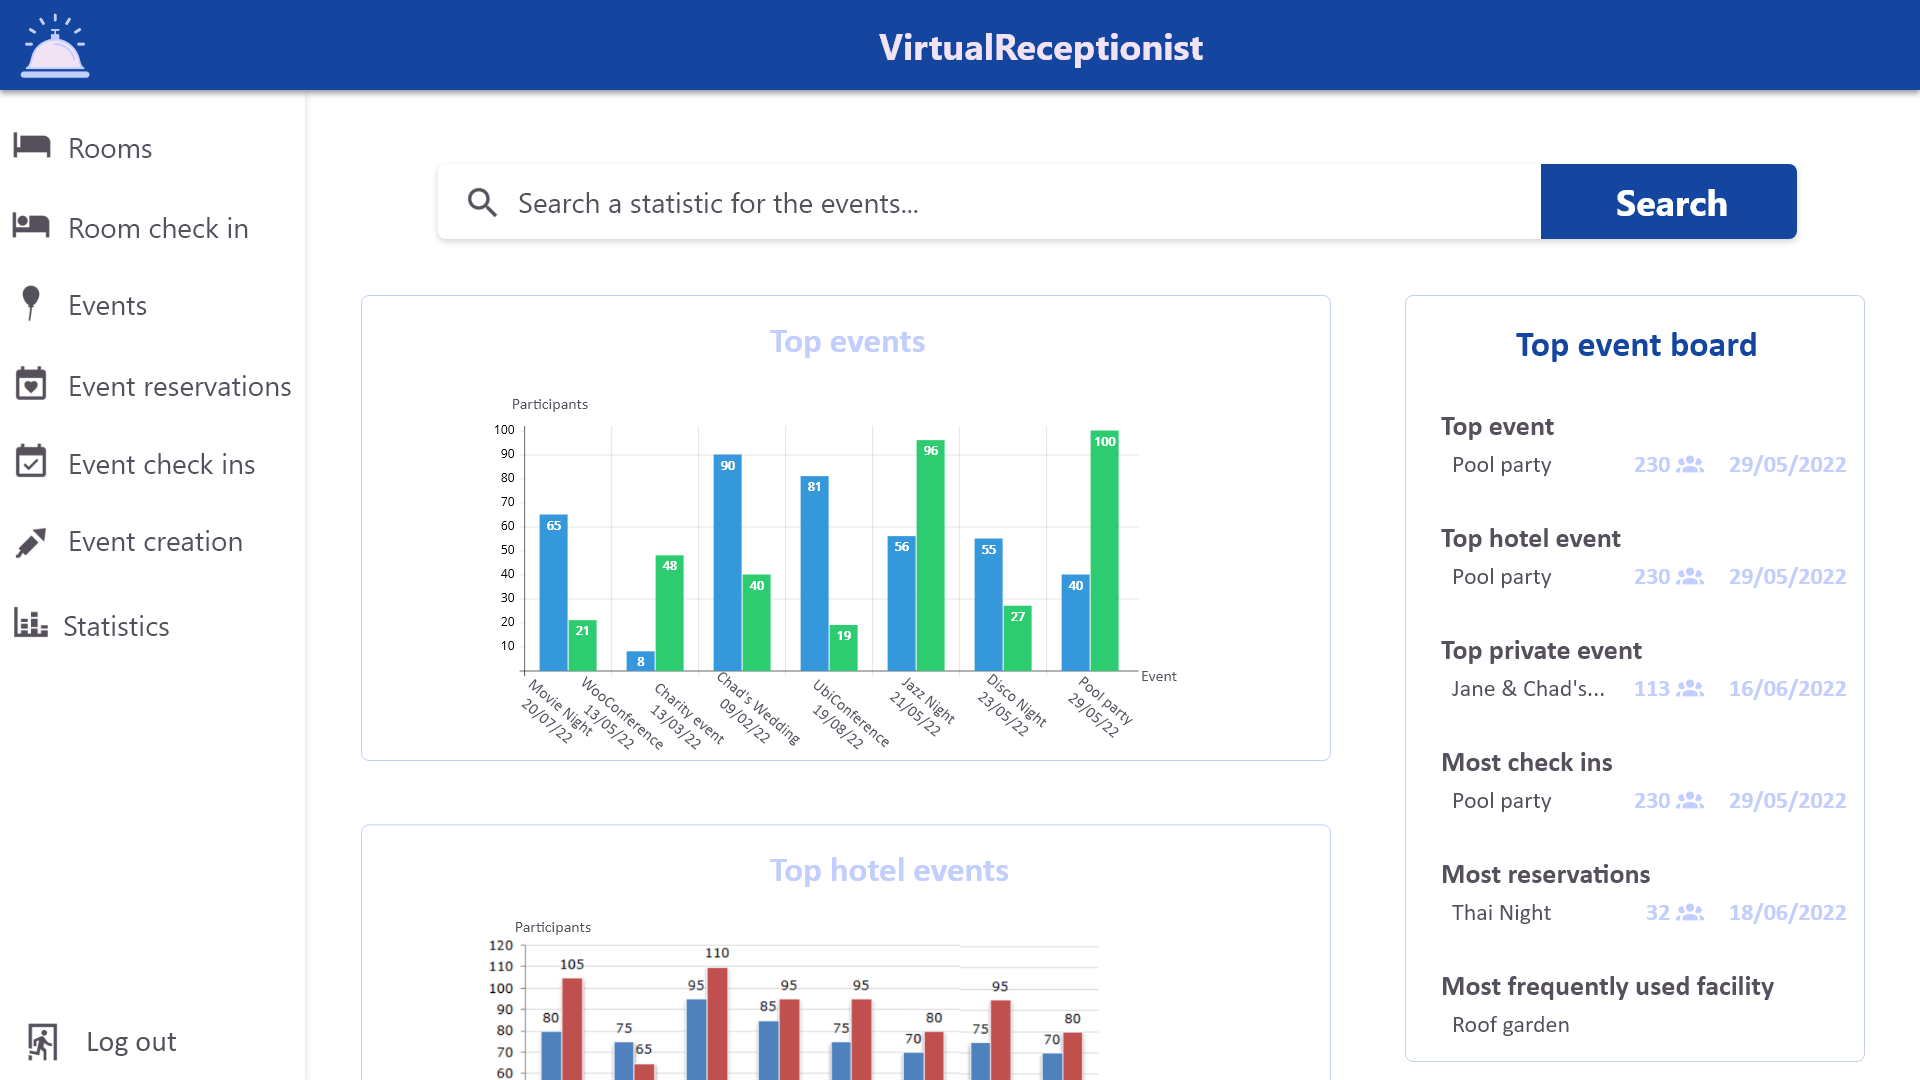 VirtualReceptionist
Rooms
Room check in
Events
Event reservations
Event check ins
Event creation
Statistics
Log out
Search a statistic for the events...
Search
Top events
Participants
100
90
80
70
60
50
40
30
20
10
65
21
8
48
90
40
81
19
56
96
55
27
40
100
Event
Movie Night
20/07/22
WooConference
13/05/22
Charity event
13/03/22
Chad's Wedding
09/02/22
UbiConference
19/08/22
Jazz Night
21/05/22
Disco Night
23/05/22
Pool party
29/05/22
Top hotel events
Participants
120
110
100
90
80
70
60
80
105
75
65
95
110
85
95
75
95
70
80
75
95
70
80
Top event board
Top event
Pool party 230 29/05/2022
Top hotel event
Pool party 230 29/05/2022
Top private event
Jane & Chad's... 113 16/06/2022
Most check ins
Pool party 230 29/05/2022
Most reservations
Thai Night 32 18/06/2022
Most frequently used facility
Roof garden